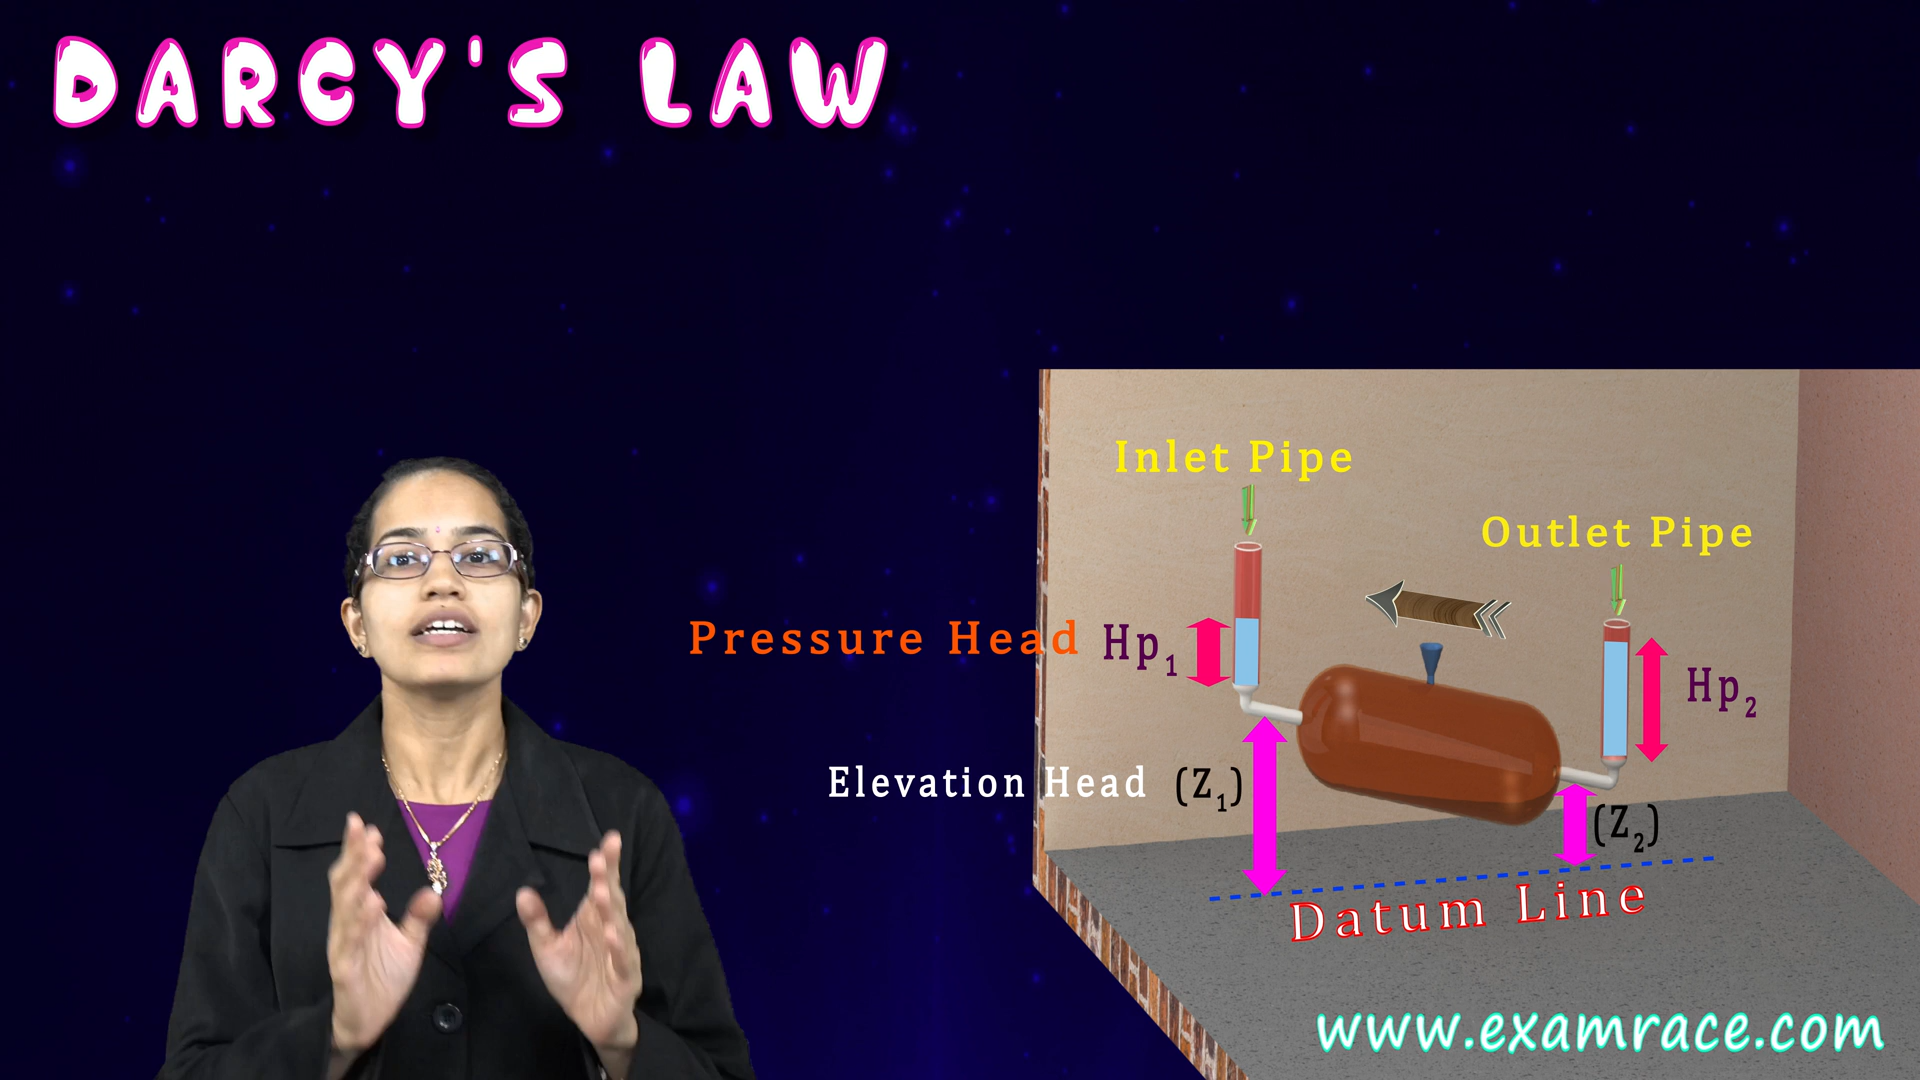 DARCY'S LAW
Inlet Pipe
Outlet Pipe
Pressure Head Hp1
Hp2
Elevation Head (Z1)
(Z2)
Datum Line
www.examrace.com